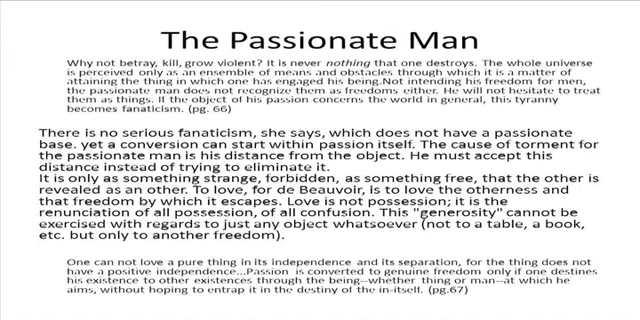 The Passionate Man
Why not betray, kill, grow violent? It is never nothing that one destroys. The whole universe
is perceived only as an ensemble of means and obstacles through which it is a matter of
attaining the thing in which one has engaged his being.Not intending his freedom for men,
the passionate man does not recognize them as freedoms either. He will not hesitate to treat
them as things. If the object of his passion concerns the world in general, this tyranny
becomes fanaticism. (pg. 66)
There is no serious fanaticism, she says, which does not have a passionate
base. yet a conversion can start within passion itself. The cause of torment for
the passionate man is his distance from the object. He must accept this
distance instead of trying to eliminate it.
It is only as something strange, forbidden, as something free, that the other is
revealed as an other. To love, for de Beauvoir, is to love the otherness and
that freedom by which it escapes. Love is not possession; it is the
renunciation of all possession, of all confusion. This "generosity" cannot be
exercised with regards to just any object whatsoever (not to a table, a book,
etc. but only to another freedom).
One can not love a pure thing in its independence and its separation, for the thing does not
have a positive independence...Passion is converted to genuine freedom only if one destines
his existence to other existences through the being--whether thing or man--at which he
aims, without hoping to entrap it in the destiny of the in-itself. (pg.67)